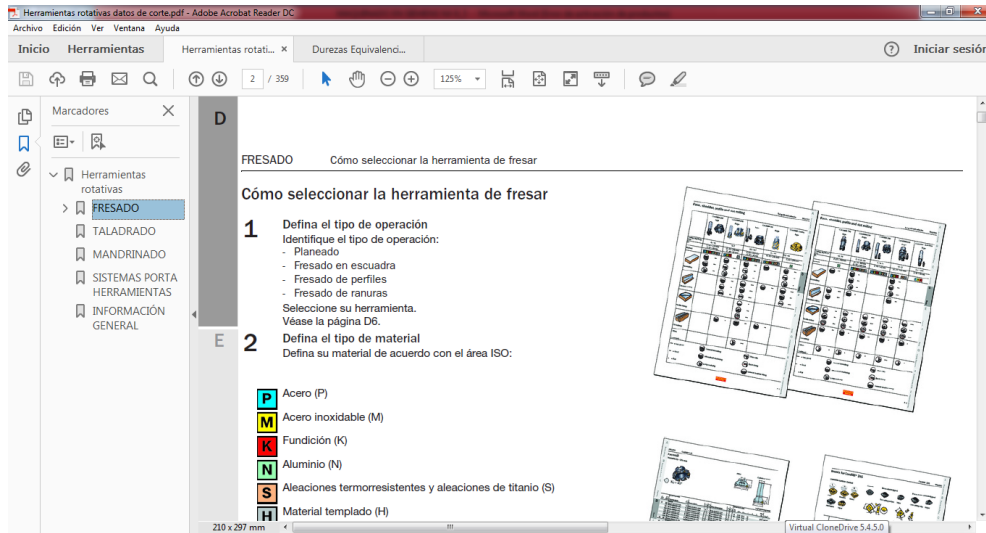 Herramientas rotativas datos de corte.pdf - Adobe Acrobat Reader DC
Archivo Edición Ver Ventana Ayuda
Inicio Herramientas Herramientas rotati... × Durezas Equivalenci... ? Iniciar sesión
2 / 359 125%
Marcadores
Herramientas
rotativas
FRESADO
TALADRADO
MANDRINADO
SISTEMAS PORTA
HERRAMIENTAS
INFORMACIÓN
GENERAL
D
E
FRESADO Cómo seleccionar la herramienta de fresar
Cómo seleccionar la herramienta de fresar
1 Defina el tipo de operación
Identifique el tipo de operación:
- Planeado
- Fresado en escuadra
- Fresado de perfiles
- Fresado de ranuras
Seleccione su herramienta.
Véase la página D6.
2 Defina el tipo de material
Defina su material de acuerdo con el área ISO:
P Acero (P)
M Acero inoxidable (M)
K Fundición (K)
N Aluminio (N)
S Aleaciones termorresistentes y aleaciones de titanio (S)
H Material templado (H)
210 x 297 mm
Virtual CloneDrive 5.4.5.0